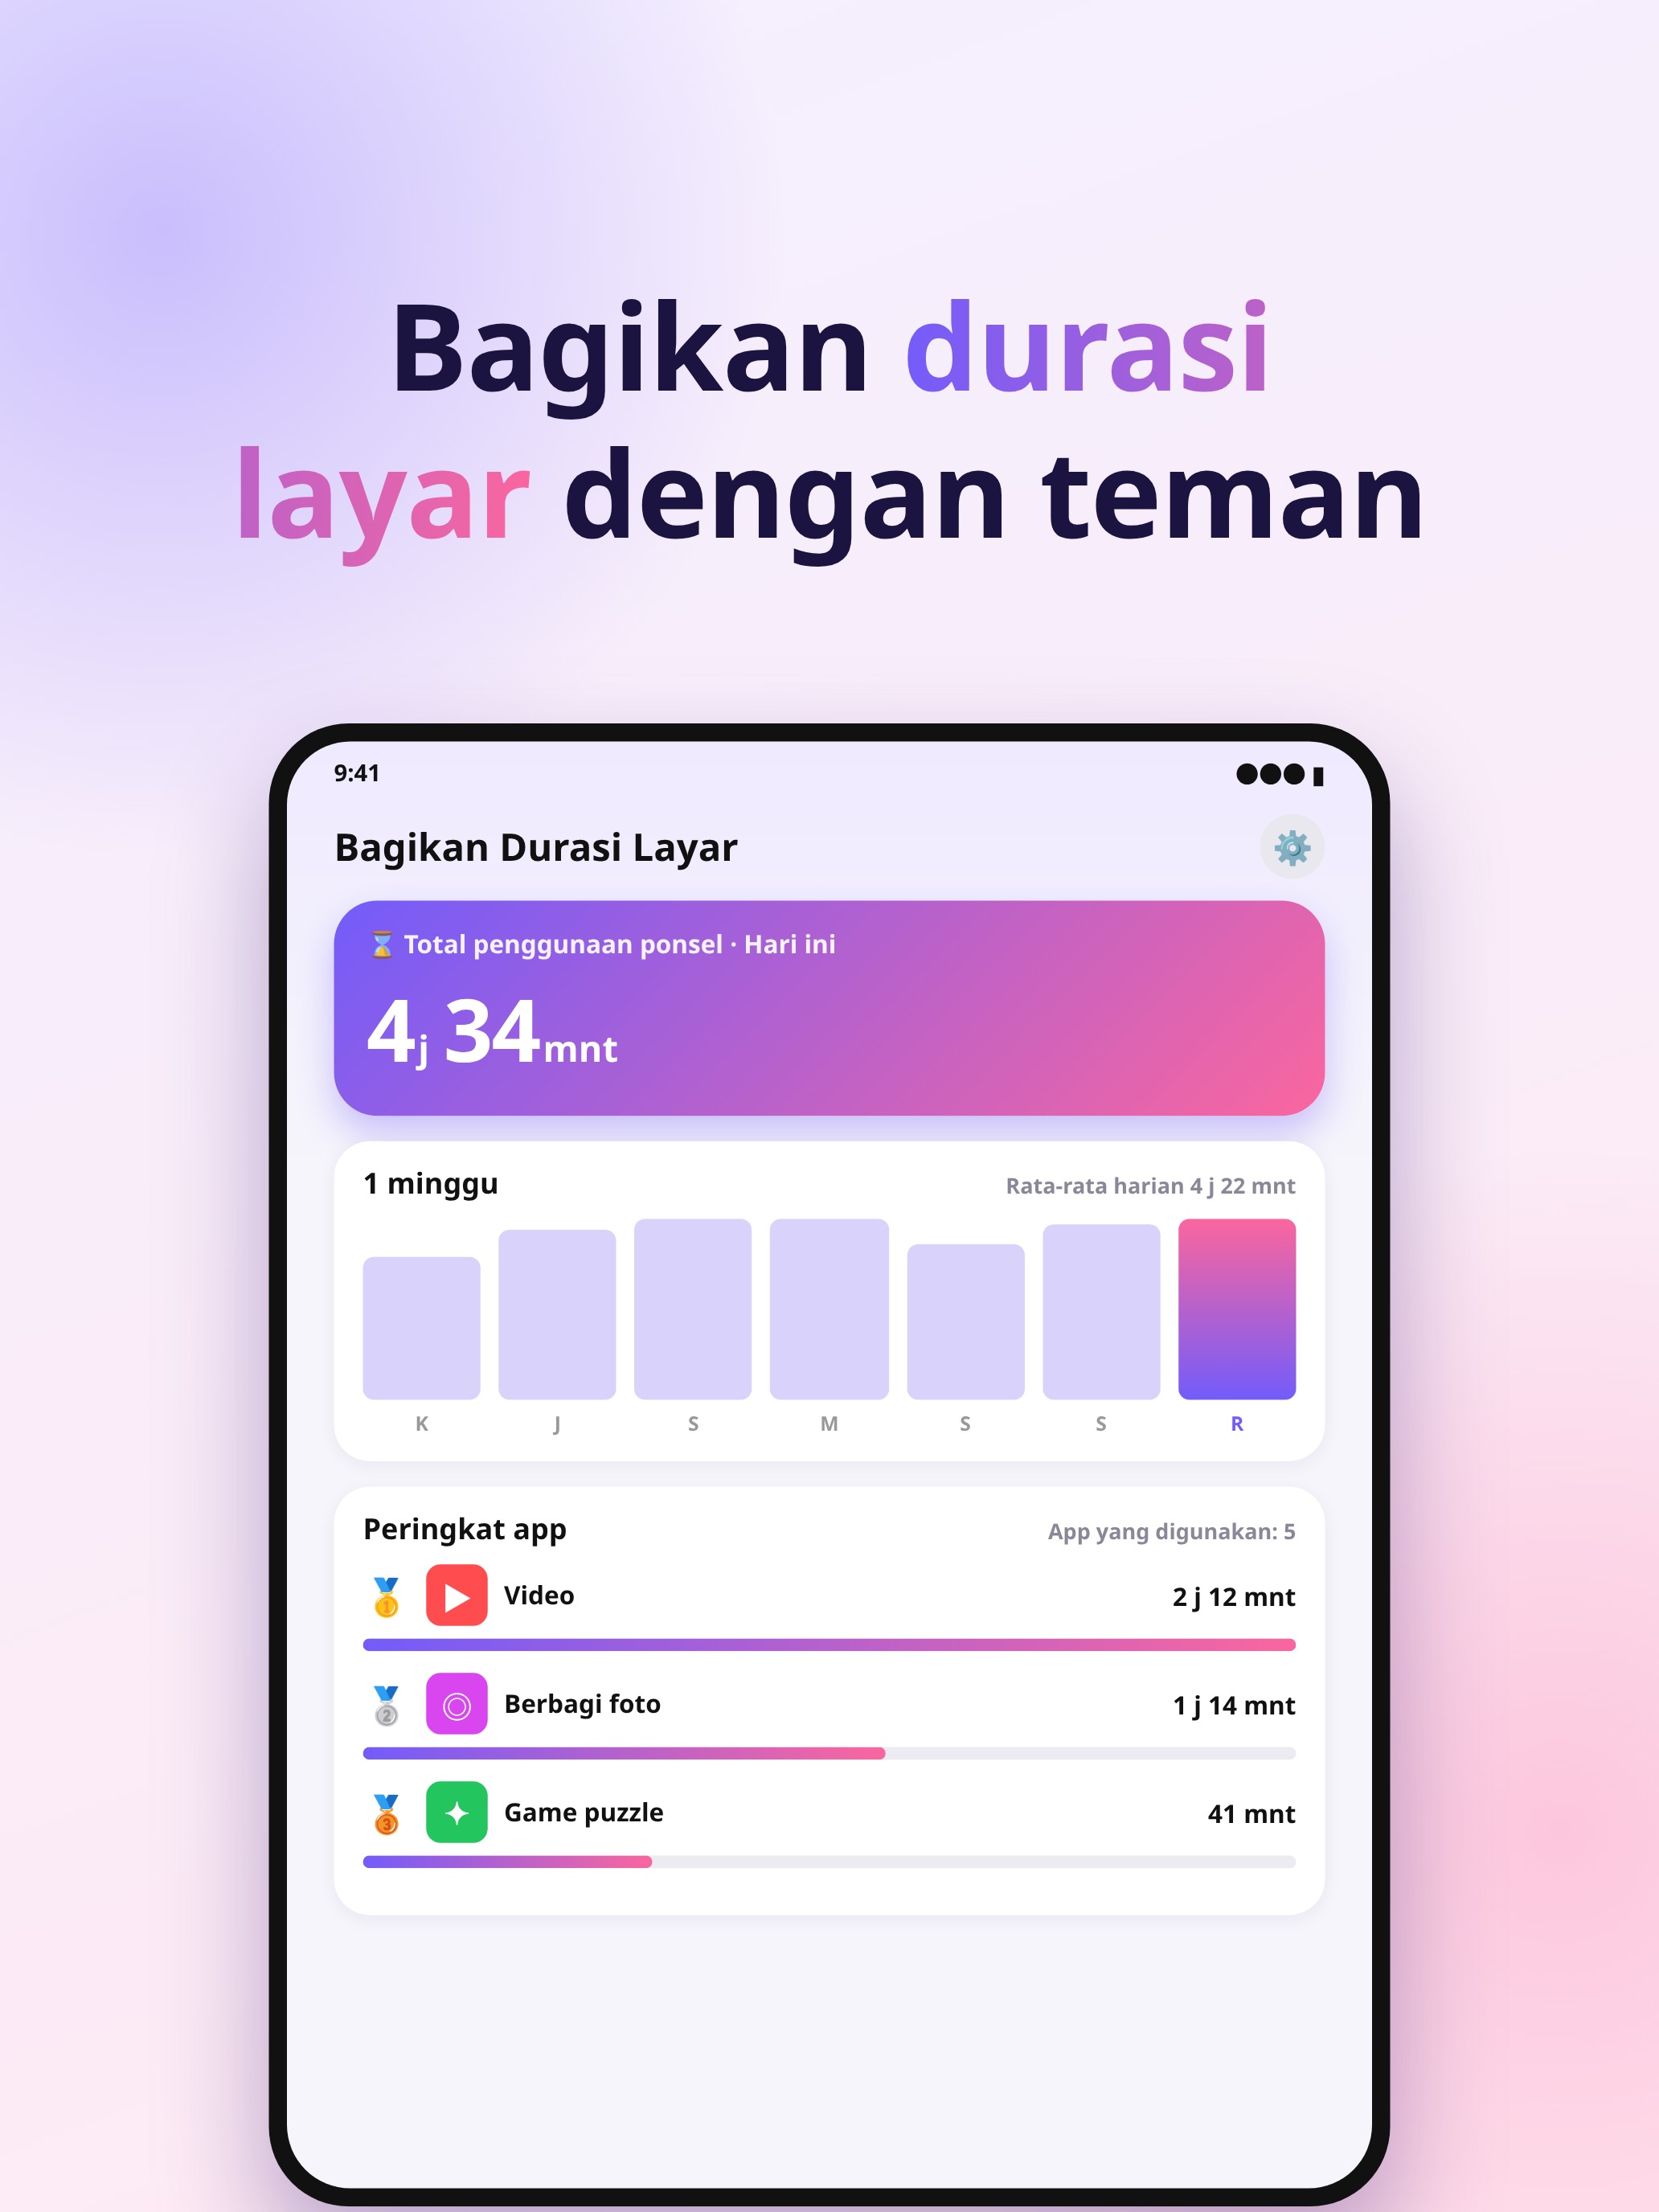 Bagikan durasi
layar dengan teman
9:41
Bagikan Durasi Layar
⌛ Total penggunaan ponsel · Hari ini
4j 34mnt
1 minggu
Rata-rata harian 4 j 22 mnt
K J S M S S R
Peringkat app
App yang digunakan: 5
🥇 Video 2 j 12 mnt
🥈 Berbagi foto 1 j 14 mnt
🥉 Game puzzle 41 mnt